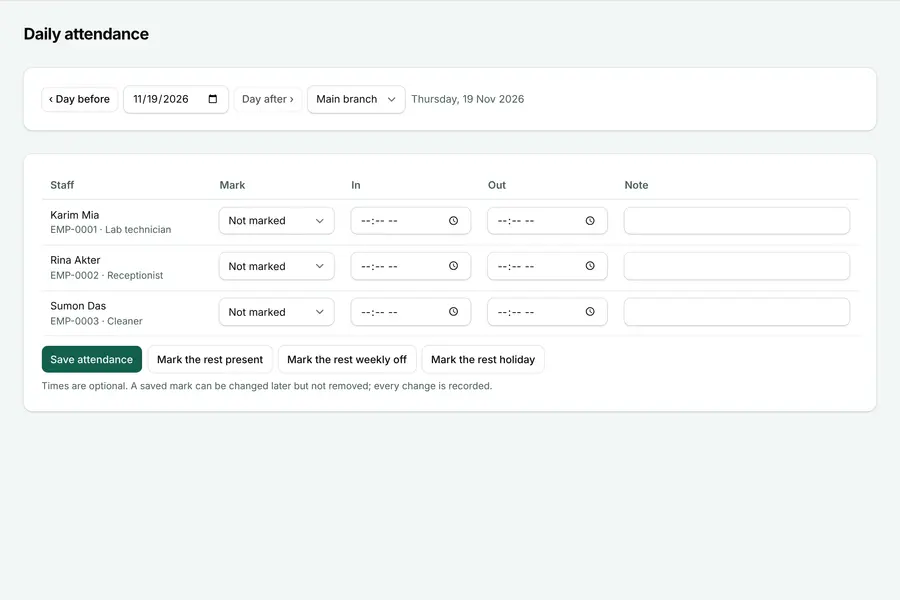 Daily attendance
‹ Day before 11/19/2026 Day after › Main branch Thursday, 19 Nov 2026
Staff Mark In Out Note
Karim Mia
EMP-0001 · Lab technician
Not marked --:-- -- --:-- --
Rina Akter
EMP-0002 · Receptionist
Not marked --:-- -- --:-- --
Sumon Das
EMP-0003 · Cleaner
Not marked --:-- -- --:-- --
Save attendance Mark the rest present Mark the rest weekly off Mark the rest holiday
Times are optional. A saved mark can be changed later but not removed; every change is recorded.